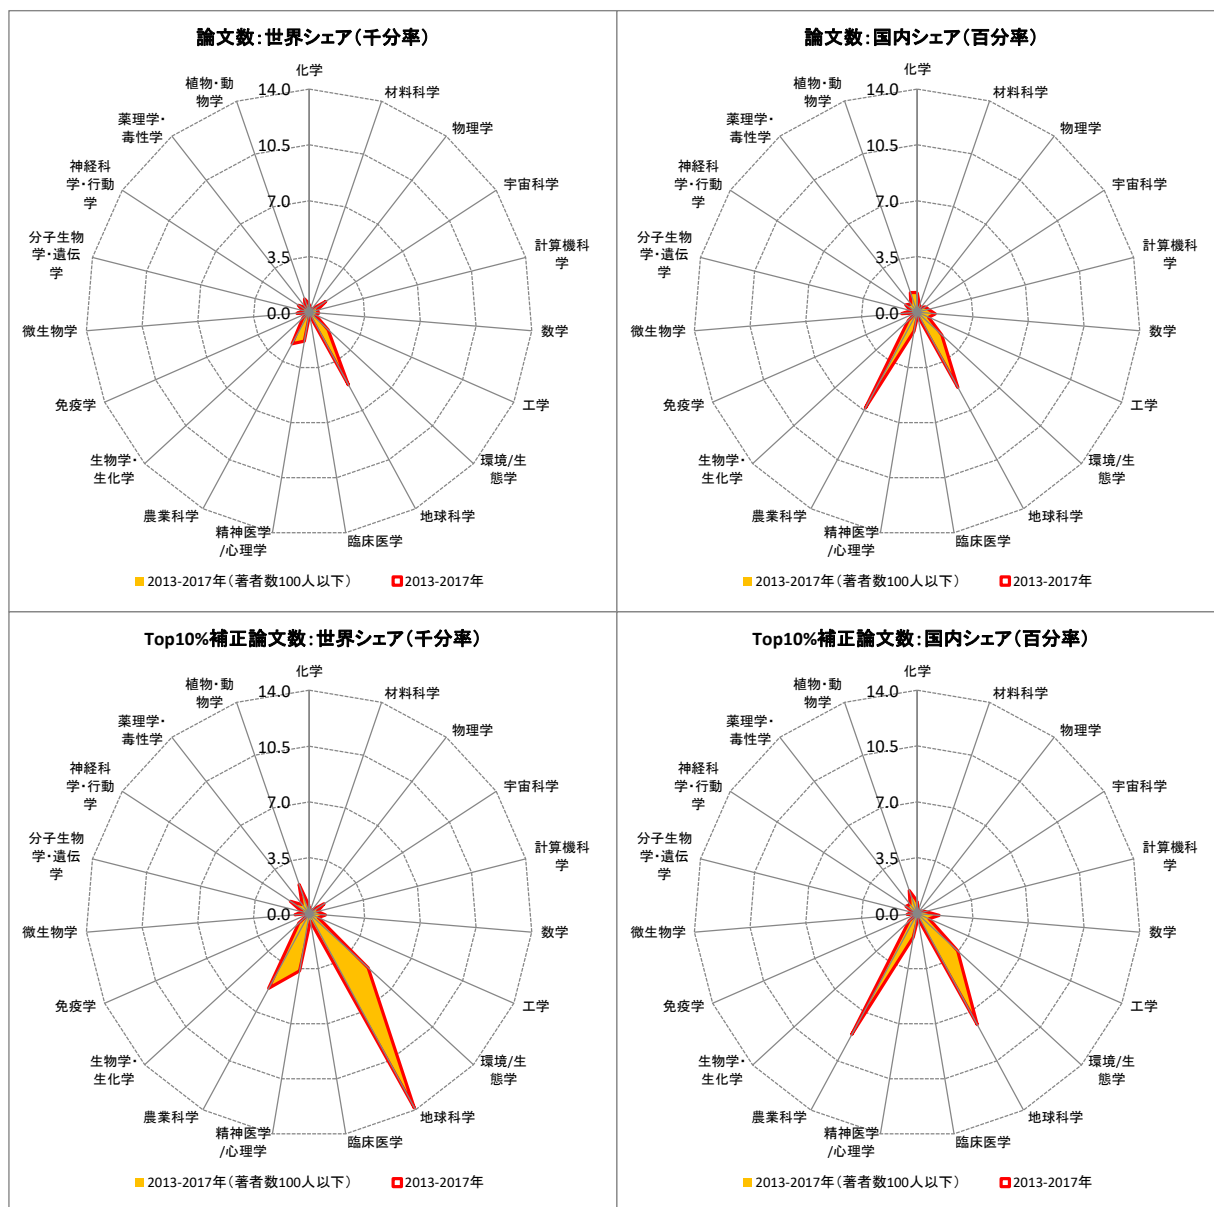 論文数：世界シェア（千分率）
化学
材料科学
物理学
宇宙科学
計算機科
学
数学
工学
環境/生
態学
地球科学
臨床医学
精神医学
/心理学
農業科学
生物学・
生化学
免疫学
微生物学
分子生物
学・遺伝
学
神経科
学・行動
学
薬理学・
毒性学
植物・動
物学
14.0
10.5
7.0
3.5
0.0
2013-2017年（著者数100人以下）
2013-2017年
論文数：国内シェア（百分率）
化学
材料科学
物理学
宇宙科学
計算機科
学
数学
工学
環境/生
態学
地球科学
臨床医学
精神医学
/心理学
農業科学
生物学・
生化学
免疫学
微生物学
分子生物
学・遺伝
学
神経科
学・行動
学
薬理学・
毒性学
植物・動
物学
14.0
10.5
7.0
3.5
0.0
2013-2017年（著者数100人以下）
2013-2017年
Top10%補正論文数：世界シェア（千分率）
化学
材料科学
物理学
宇宙科学
計算機科
学
数学
工学
環境/生
態学
地球科学
臨床医学
精神医学
/心理学
農業科学
生物学・
生化学
免疫学
微生物学
分子生物
学・遺伝
学
神経科
学・行動
学
薬理学・
毒性学
植物・動
物学
14.0
10.5
7.0
3.5
0.0
2013-2017年（著者数100人以下）
2013-2017年
Top10%補正論文数：国内シェア（百分率）
化学
材料科学
物理学
宇宙科学
計算機科
学
数学
工学
環境/生
態学
地球科学
臨床医学
精神医学
/心理学
農業科学
生物学・
生化学
免疫学
微生物学
分子生物
学・遺伝
学
神経科
学・行動
学
薬理学・
毒性学
植物・動
物学
14.0
10.5
7.0
3.5
0.0
2013-2017年（著者数100人以下）
2013-2017年